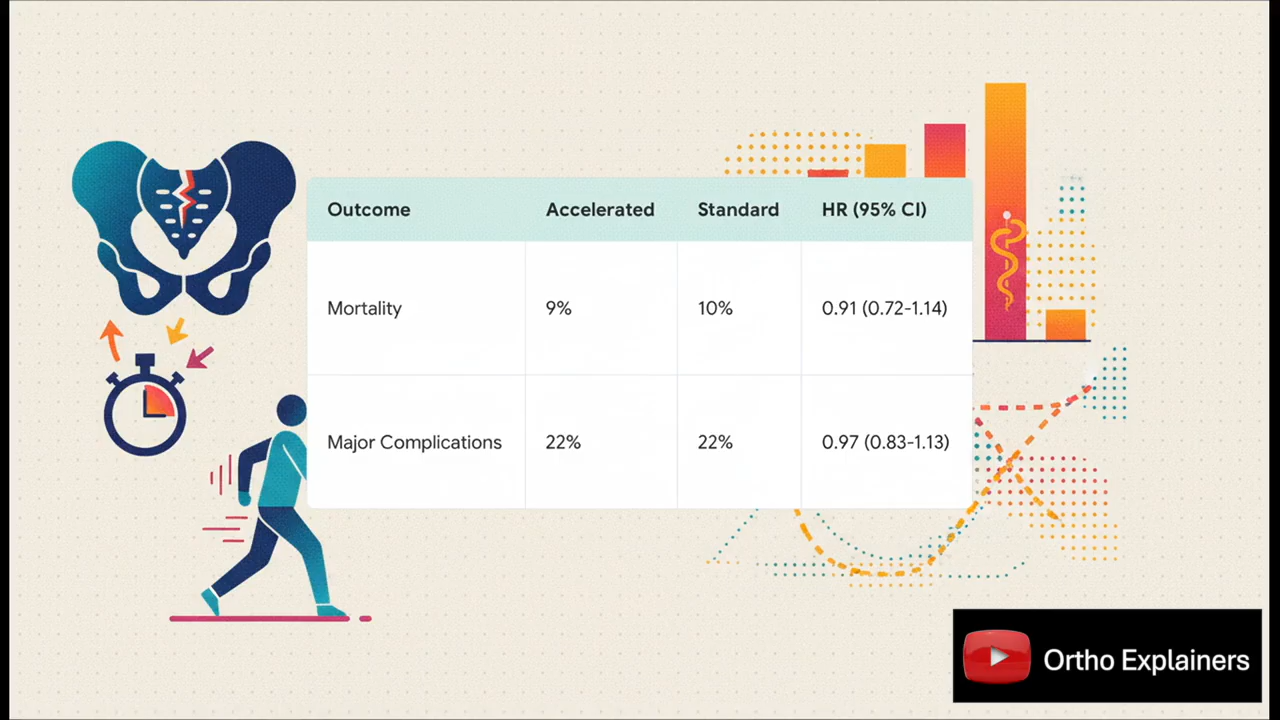 Outcome Accelerated Standard HR (95% CI)
Mortality 9% 10% 0.91 (0.72-1.14)
Major Complications 22% 22% 0.97 (0.83-1.13)
Ortho Explainers